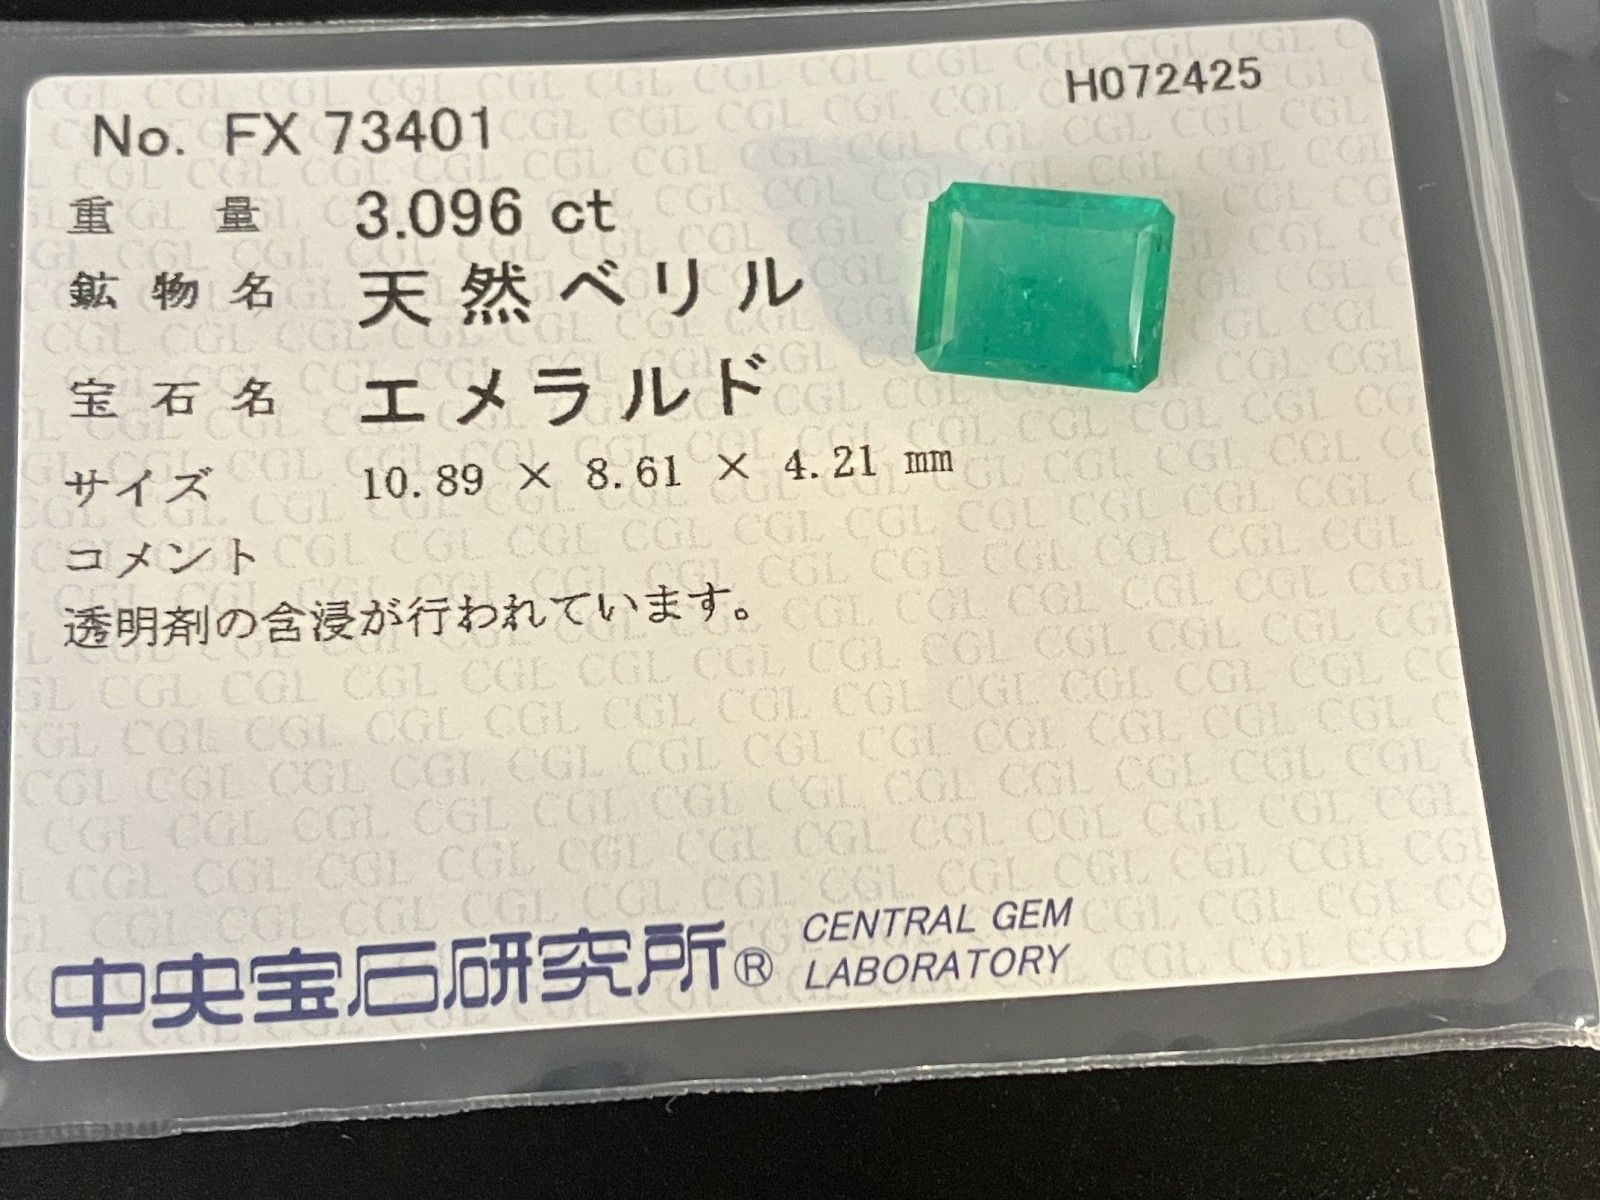 H072425
No. FX 73401
重量 3.096 ct
鉱物名 天然ベリル
宝石名 エメラルド
サイズ 10.89 × 8.61 × 4.21 mm
コメント
透明剤の含浸が行われています。
中央宝石研究所® CENTRAL GEM
LABORATORY